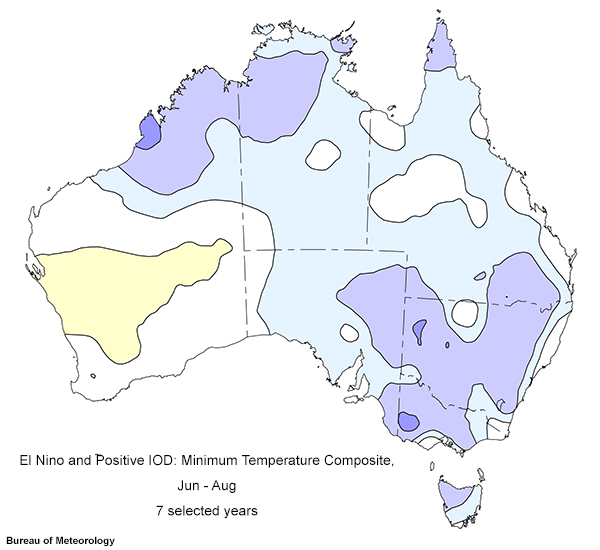 El Nino and Positive IOD: Minimum Temperature Composite,
Jun - Aug
7 selected years
Bureau of Meteorology